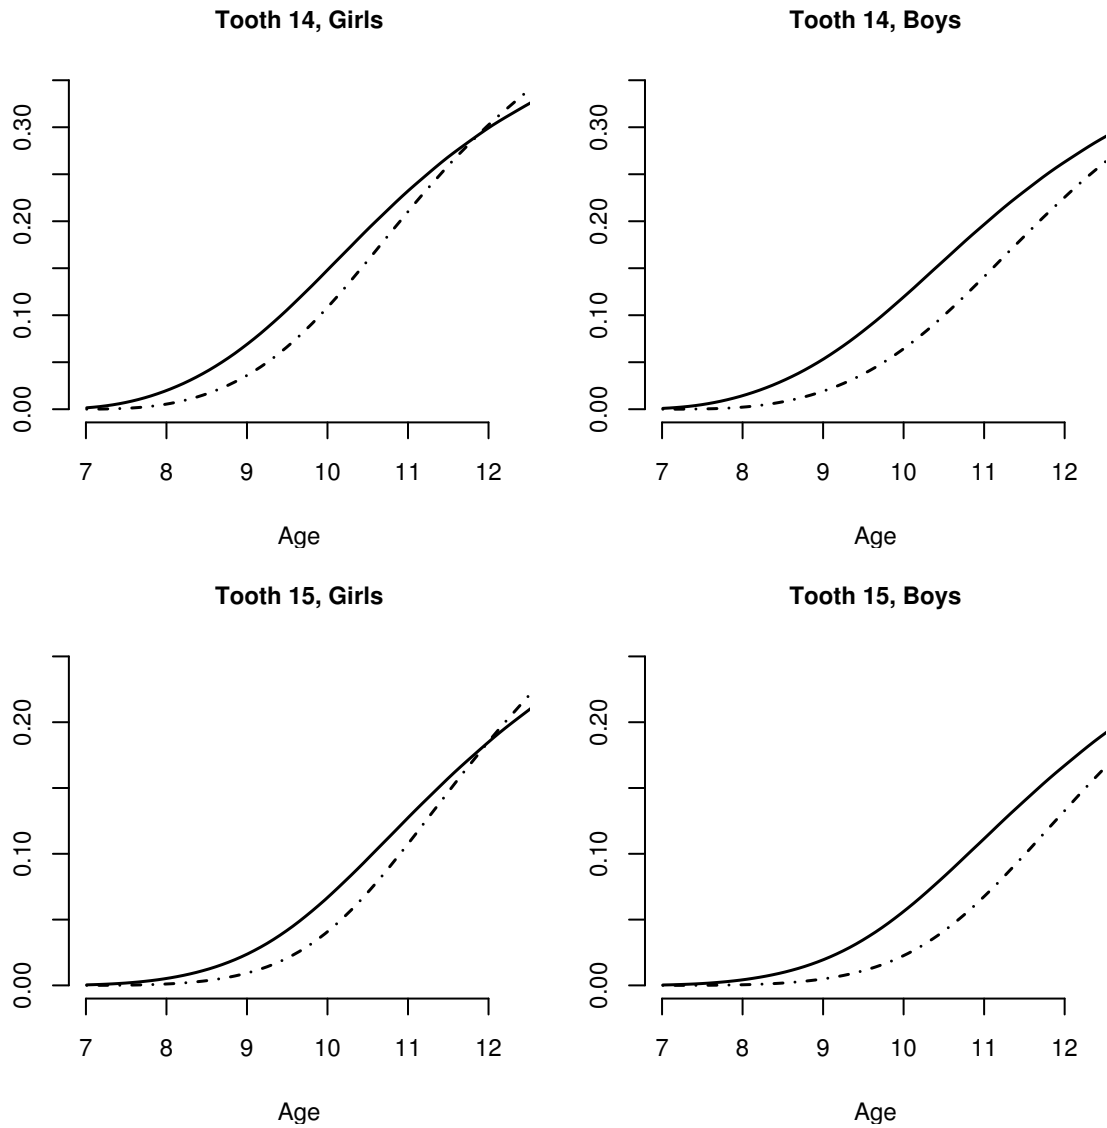 Tooth 14, Girls
0.30
0.20
0.10
0.00
7 8 9 10 11 12
Age
Tooth 14, Boys
0.30
0.20
0.10
0.00
7 8 9 10 11 12
Age
Tooth 15, Girls
0.20
0.10
0.00
7 8 9 10 11 12
Age
Tooth 15, Boys
0.20
0.10
0.00
7 8 9 10 11 12
Age